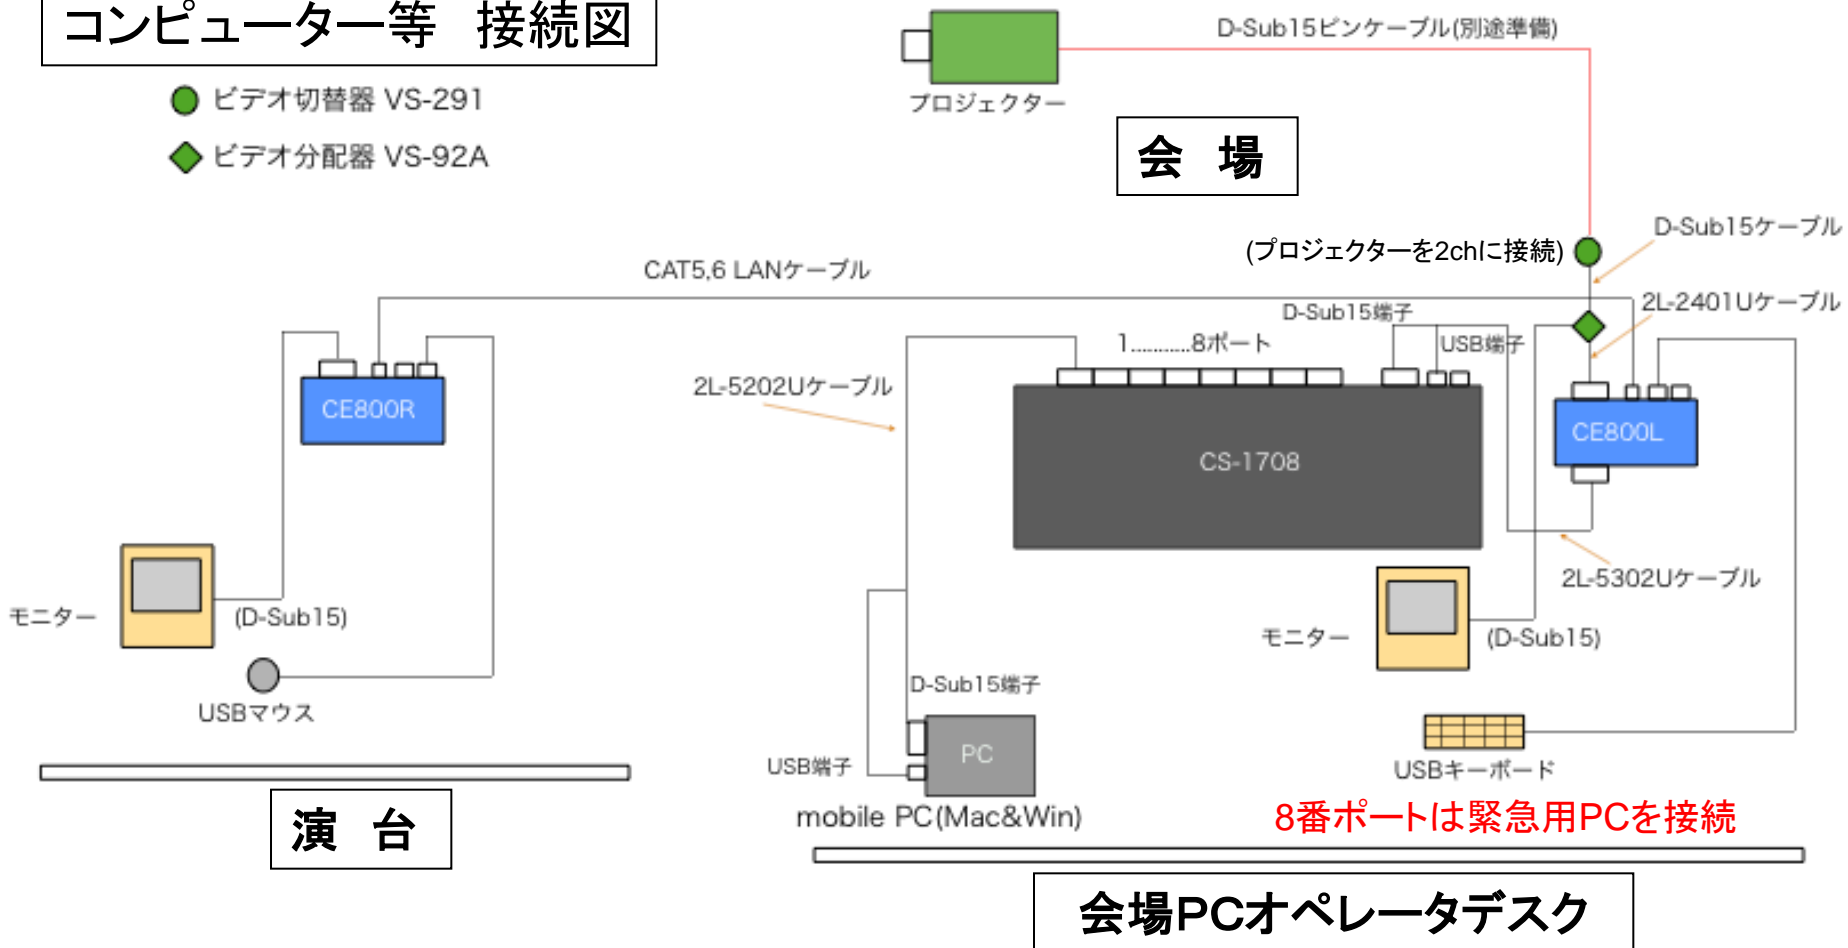 コンピューター等　接続図
ビデオ切替器 VS-291
ビデオ分配器 VS-92A
D-Sub15ピンケーブル(別途準備)
プロジェクター
会　場
D-Sub15ケーブル
(プロジェクターを2chに接続)
CAT5,6 LANケーブル
2L-2401Uケーブル
D-Sub15端子
1...........8ポート
USB端子
2L-5202Uケーブル
CE800R
CE800L
CS-1708
2L-5302Uケーブル
モニター
(D-Sub15)
モニター
(D-Sub15)
D-Sub15端子
USBマウス
PC
USB端子
USBキーボード
mobile PC(Mac&Win)
8番ポートは緊急用PCを接続
演　台
会場PCオペレータデスク